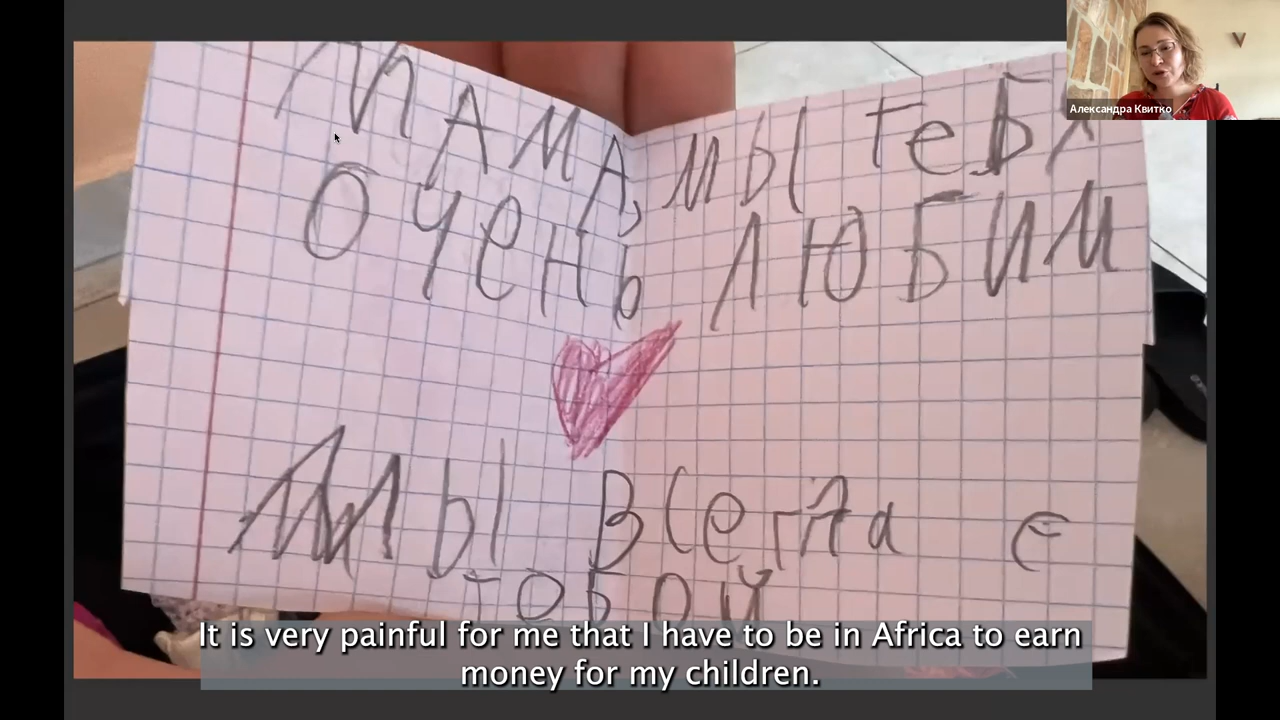 МАМА, МЫ ТЕБЯ
ОЧЕНЬ ЛЮБИМ
МЫ ВСЕГДА С
ТОБОЙ
Александра Квитко
It is very painful for me that I have to be in Africa to earn
money for my children.